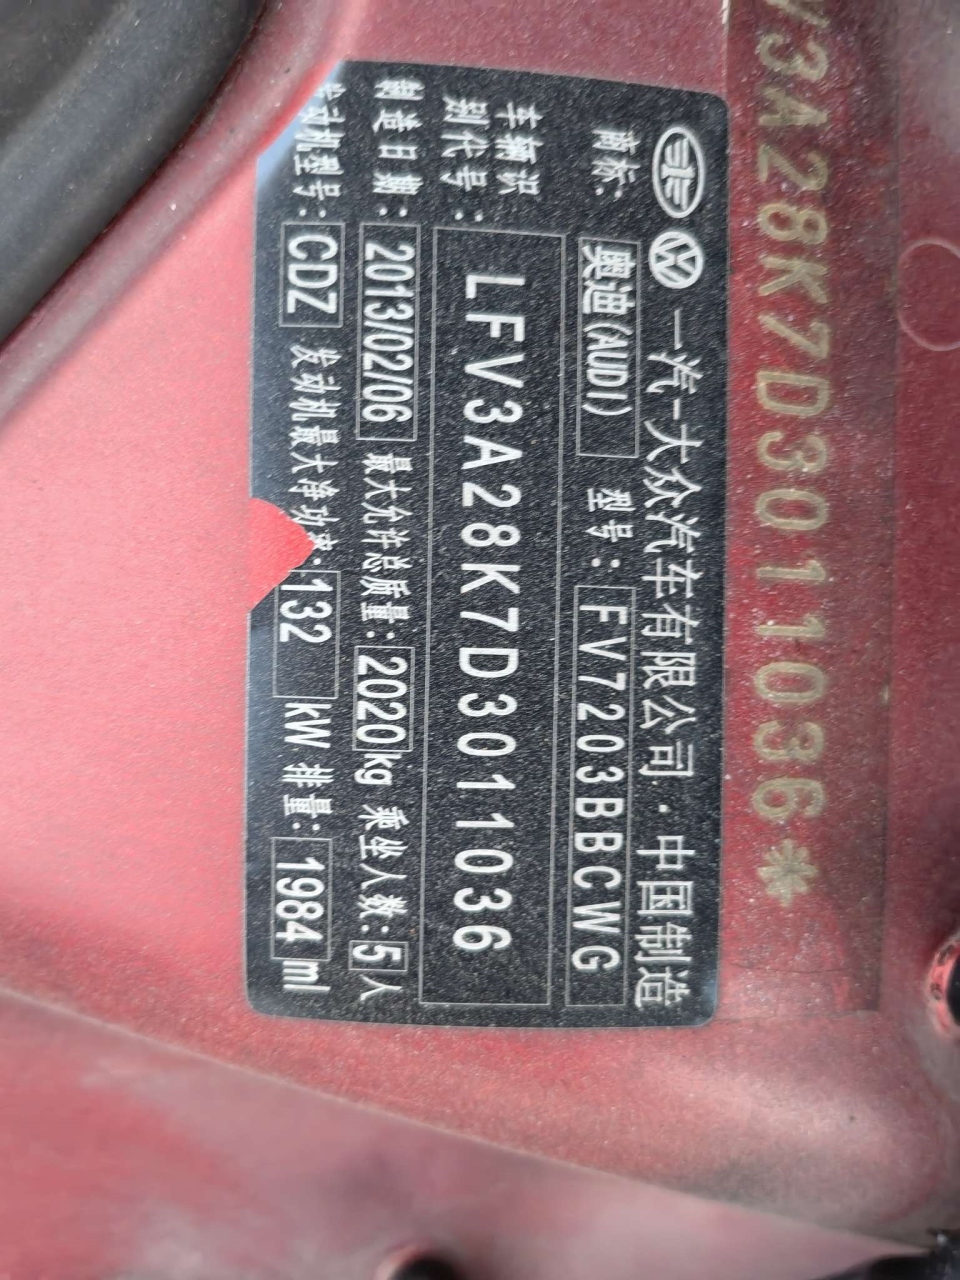 V3A28K7D3011036*
一汽-大众汽车有限公司·中国制造
商标: 奥迪(AUDI) 型号: FV7203BBCWG
车辆识别代号: LFV3A28K7D3011036
制造日期: 2013/02/06 最大允许总质量: 2020kg 乘坐人数: 5人
发动机型号: CDZ 发动机最大净功率: 132 kW 排量: 1984 ml